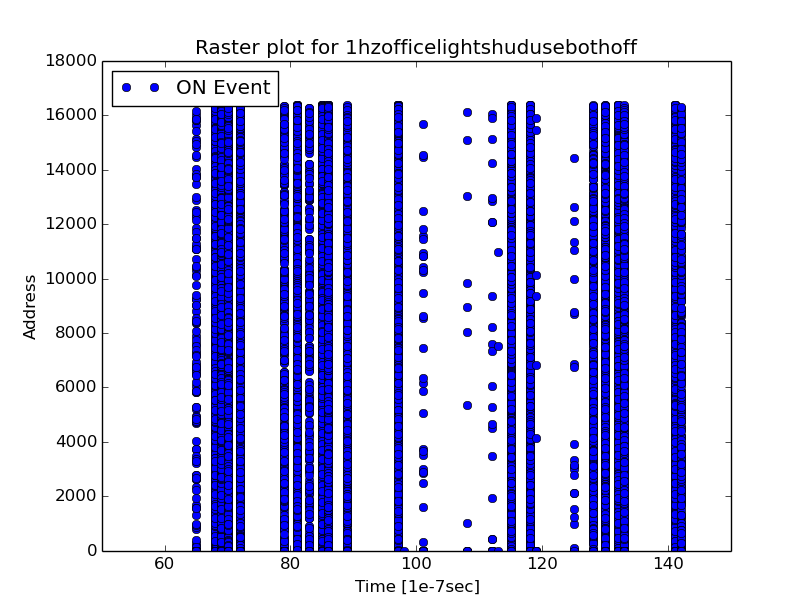 Raster plot for 1hzofficelightshudusebothoff
ON Event
18000
16000
14000
12000
10000
8000
6000
4000
2000
0
Address
60 80 100 120 140
Time [1e-7sec]